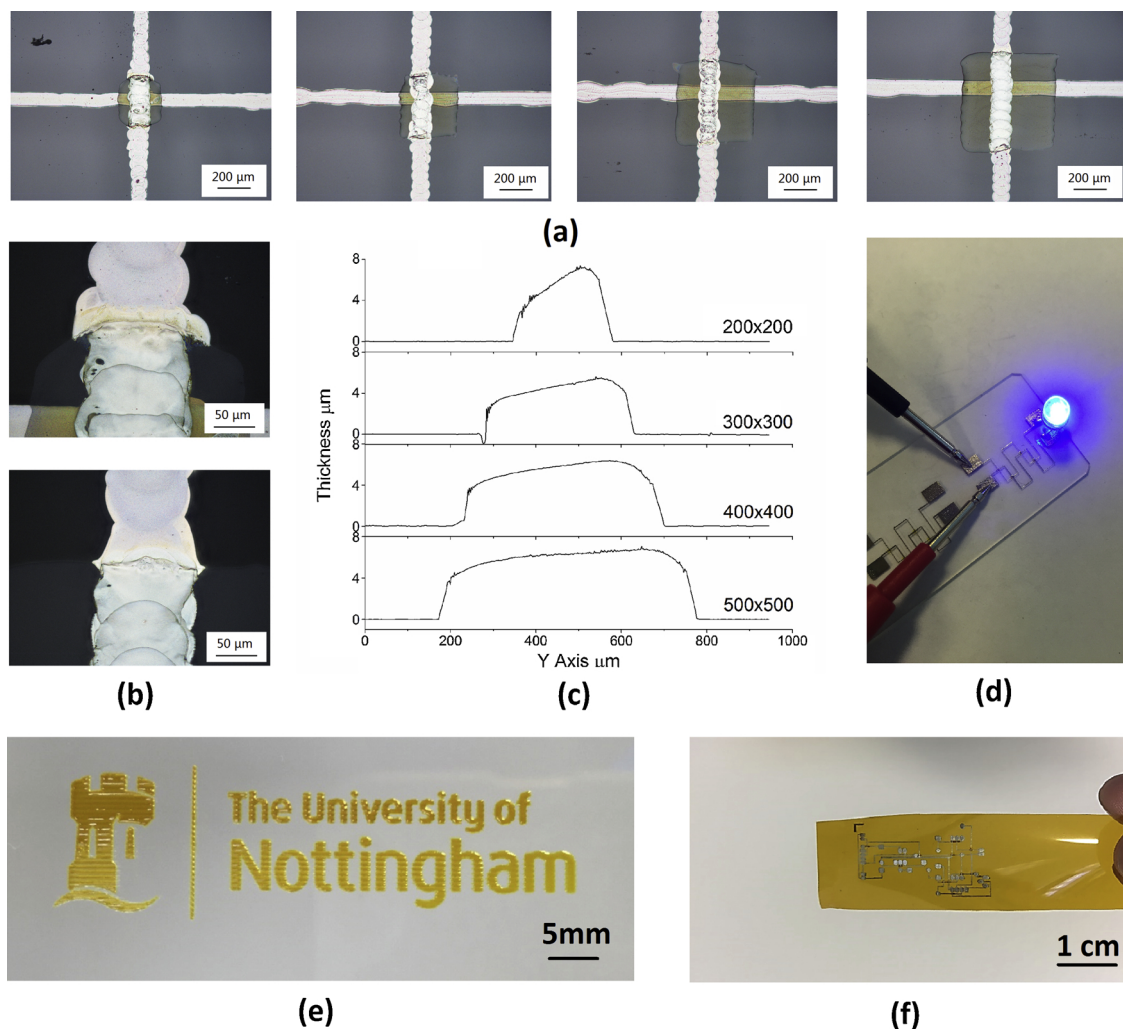 200 μm
200 μm
200 μm
200 μm
(a)
50 μm
50 μm
(b)
Thickness μm
8
4
0
200x200
8
4
0
300x300
8
4
0
400x400
8
4
0
500x500
0
200
400
600
800
1000
Y Axis μm
(c)
(d)
The University of
Nottingham
5mm
(e)
1 cm
(f)